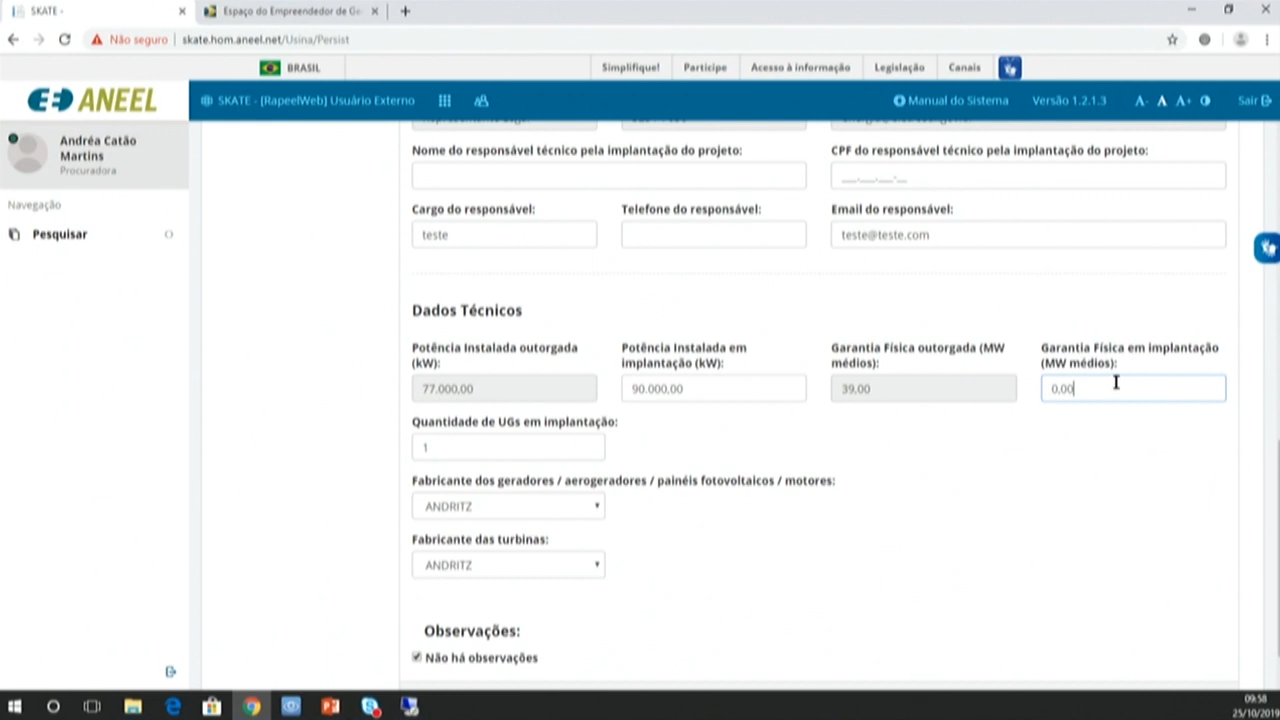 SKATE -
Espaço do Empreendedor de Ge
Não seguro
skate.hom.aneel.net/Usina/Persist
BRASIL
Simplifique!
Participe
Acesso à informação
Legislação
Canais
ANEEL
SKATE - [RapeelWeb] Usuário Externo
Manual do Sistema
Versão 1.2.1.3
A-
A
A+
Sair
Andréa Catão
Martins
Procuradora
Navegação
Pesquisar
Nome do responsável técnico pela implantação do projeto:
CPF do responsável técnico pela implantação do projeto:
___.___.___-__
Cargo do responsável:
Telefone do responsável:
Email do responsável:
teste
teste@teste.com
Dados Técnicos
Potência Instalada outorgada
(kW):
Potência Instalada em
implantação (kW):
Garantia Física outorgada (MW
médios):
Garantia Física em implantação
(MW médios):
77.000,00
90.000,00
39,00
0,00
Quantidade de UGs em implantação:
1
Fabricante dos geradores / aerogeradores / painéis fotovoltaicos / motores:
ANDRITZ
Fabricante das turbinas:
ANDRITZ
Observações:
Não há observações
09:58
25/10/2019